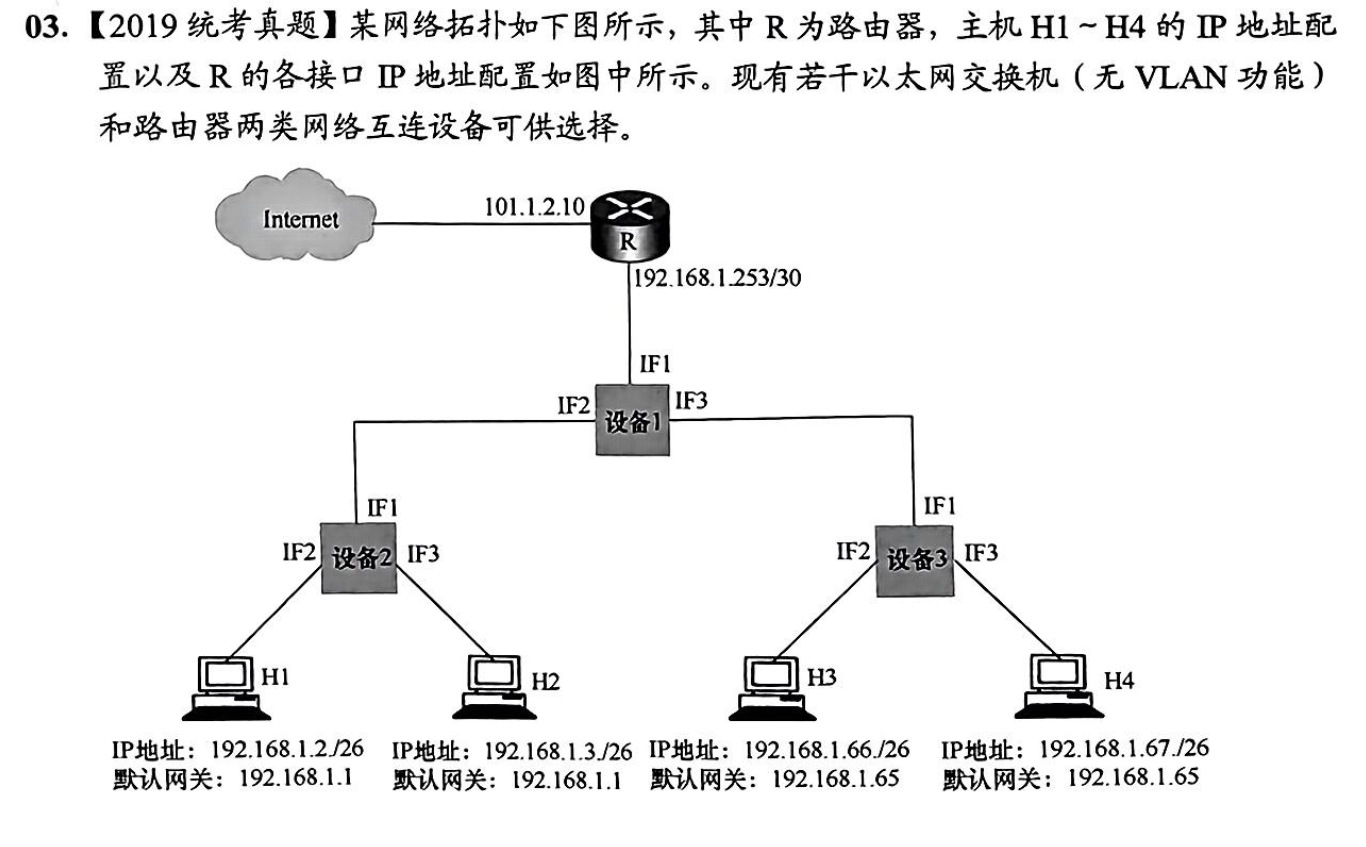 03.【2019 统考真题】某网络拓扑如下图所示，其中 R 为路由器，主机 H1 ~ H4 的 IP 地址配
置以及 R 的各接口 IP 地址配置如图中所示。现有若干以太网交换机（无 VLAN 功能）
和路由器两类网络互连设备可供选择。
Internet
101.1.2.10
R
192.168.1.253/30
IF1
IF2
设备1
IF3
IF1
IF2
设备2
IF3
IF1
IF2
设备3
IF3
H1
H2
H3
H4
IP地址：192.168.1.2./26
默认网关：192.168.1.1
IP地址：192.168.1.3./26
默认网关：192.168.1.1
IP地址：192.168.1.66./26
默认网关：192.168.1.65
IP地址：192.168.1.67./26
默认网关：192.168.1.65